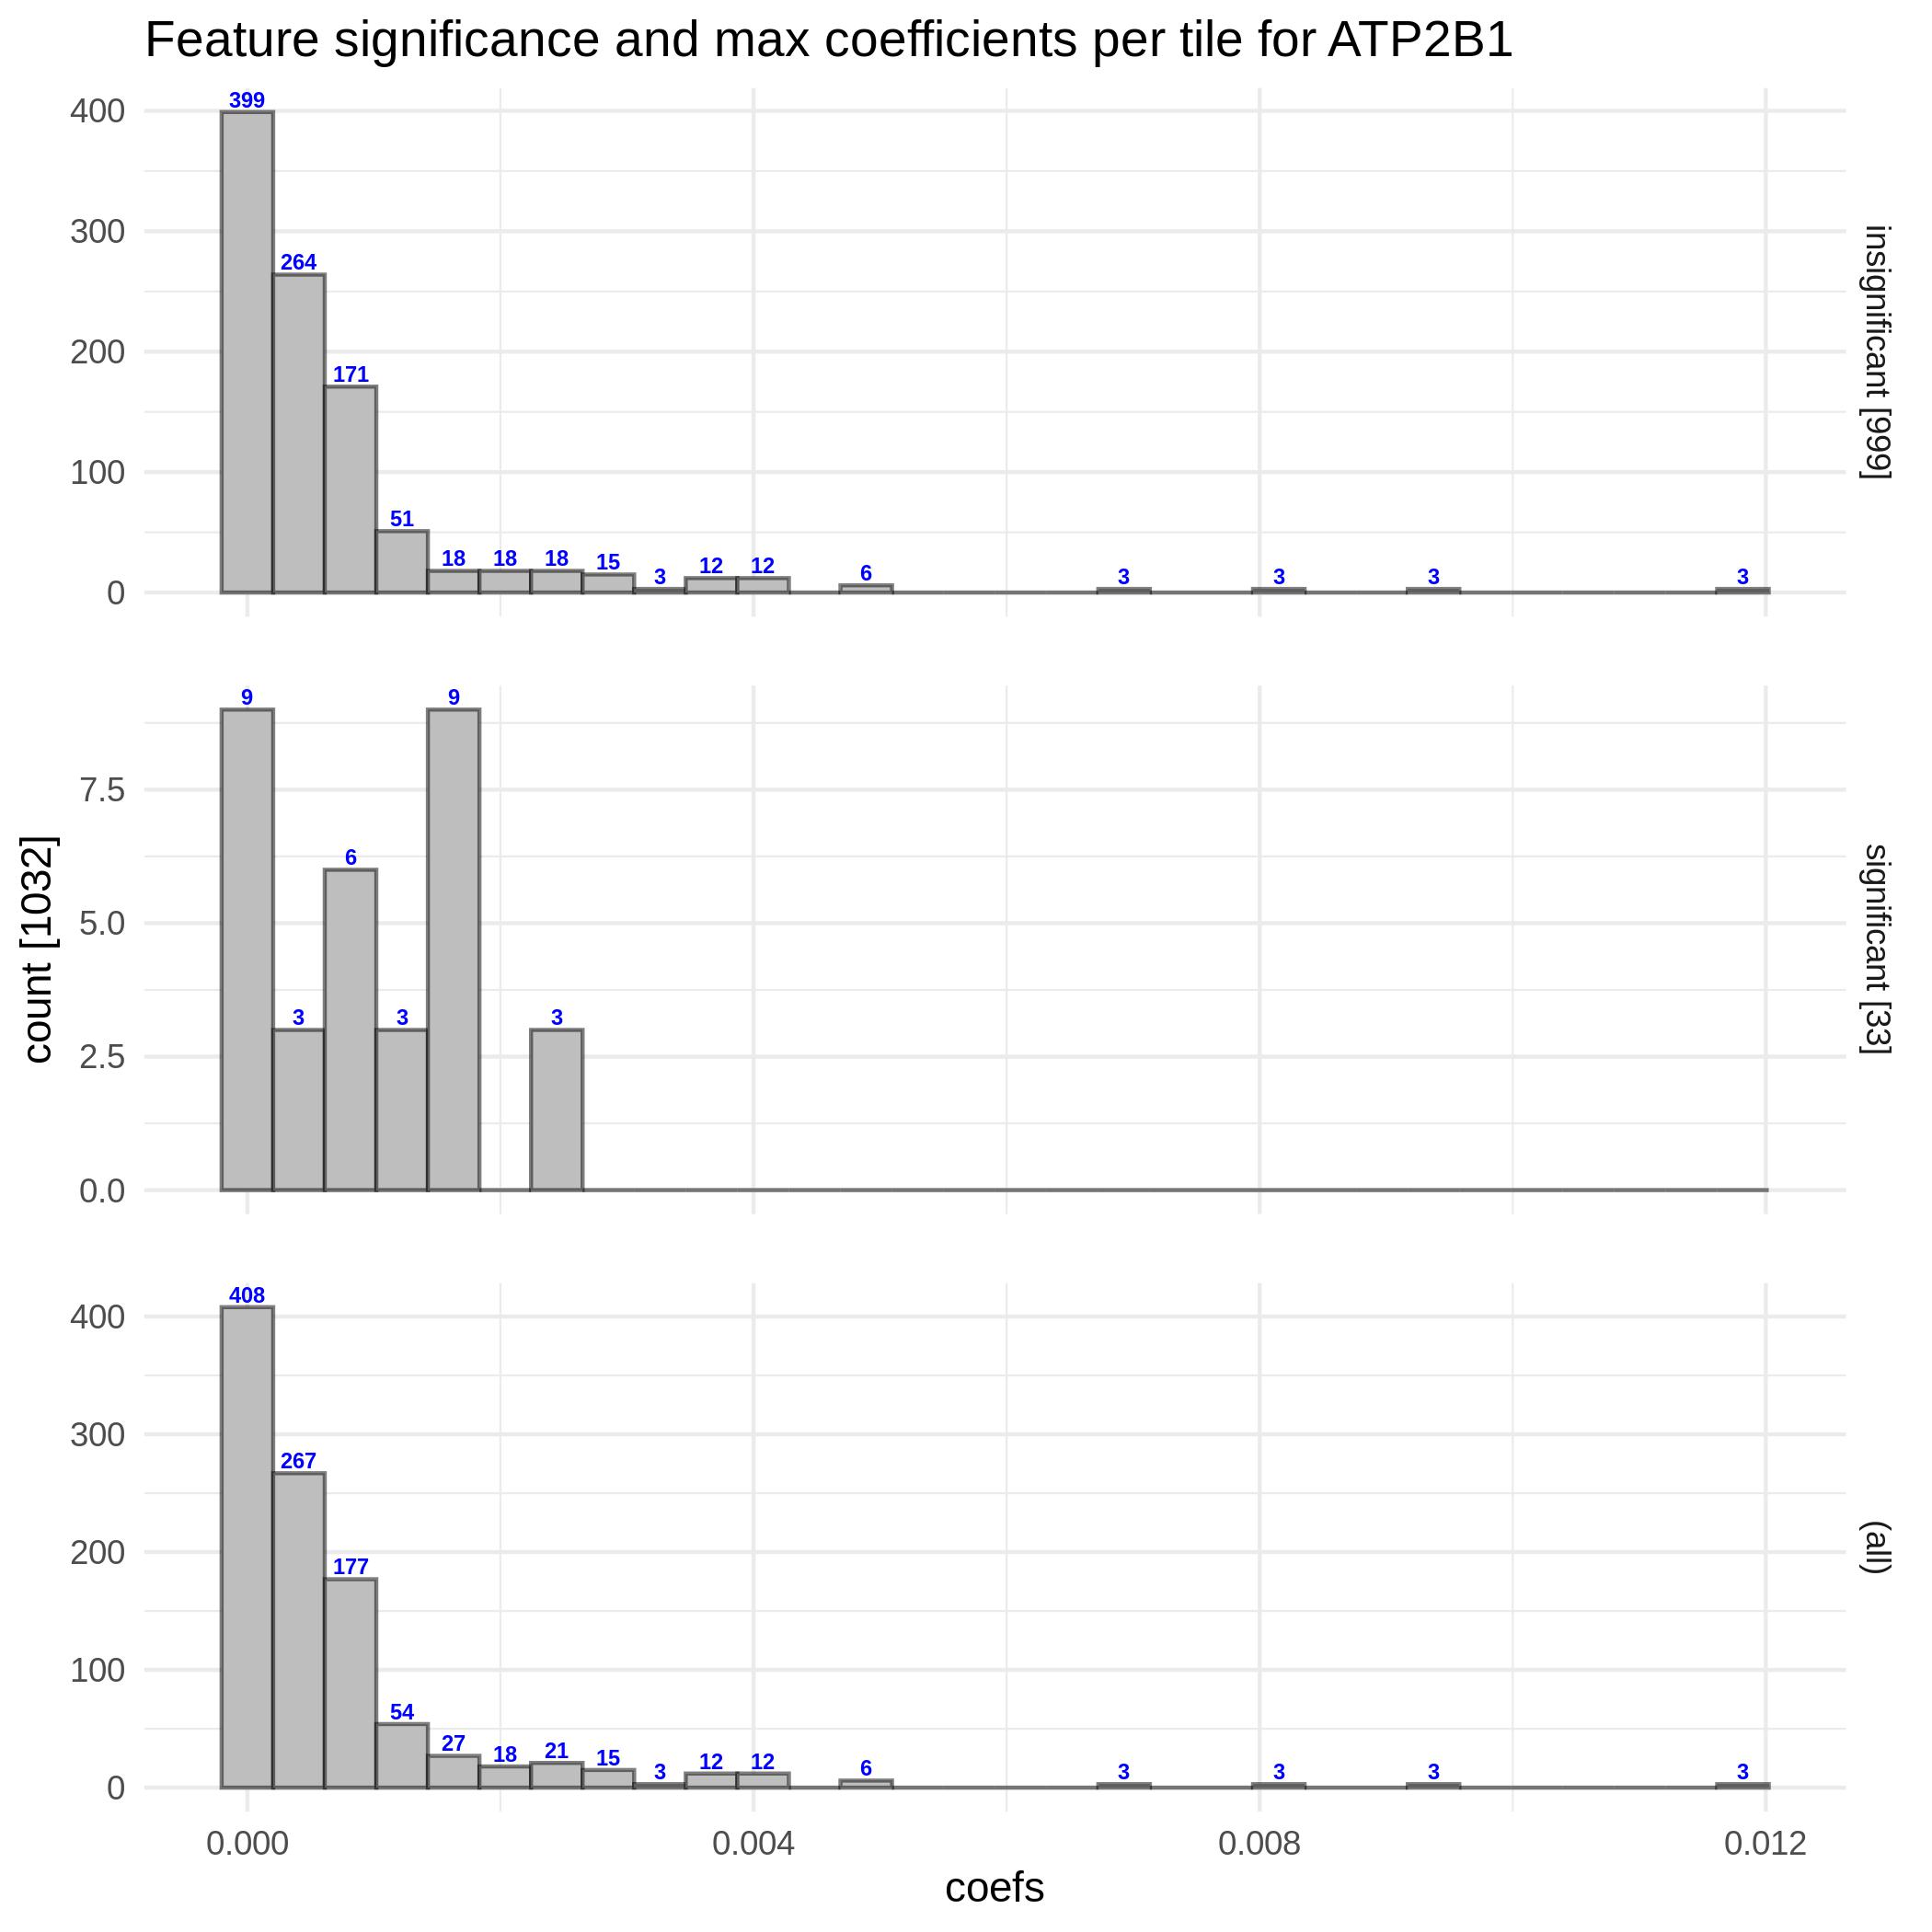 Feature significance and max coefficients per tile for ATP2B1
399
400
264
300
171
200
100
51
18 18 18 15 3 12 12 6 3 3 3 3
0
insignificant [999]
9 9
7.5
6
5.0
3 3 3
2.5
0.0
significant [33]
count [1032]
408
400
267
300
177
200
100
54
27 18 21 15 3 12 12 6 3 3 3 3
0
(all)
0.000 0.004 0.008 0.012
coefs